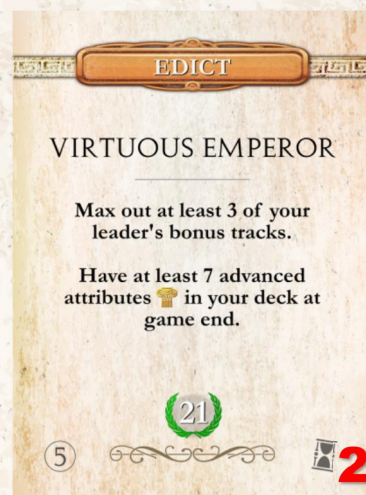 EDICT
VIRTUOUS EMPEROR
Max out at least 3 of your
leader's bonus tracks.
Have at least 7 advanced
attributes in your deck at
game end.
21
5
2